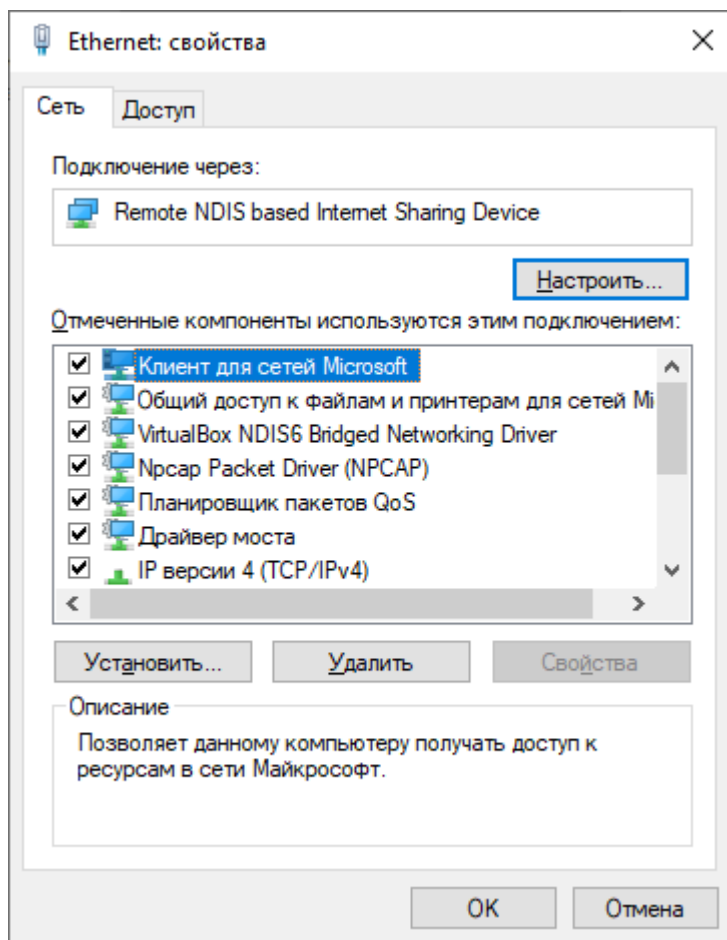 Ethernet: свойства
Сеть
Доступ
Подключение через:
Remote NDIS based Internet Sharing Device
Настроить...
Отмеченные компоненты используются этим подключением:
Клиент для сетей Microsoft
Общий доступ к файлам и принтерам для сетей Mi
VirtualBox NDIS6 Bridged Networking Driver
Npcap Packet Driver (NPCAP)
Планировщик пакетов QoS
Драйвер моста
IP версии 4 (TCP/IPv4)
Установить...
Удалить
Свойства
Описание
Позволяет данному компьютеру получать доступ к
ресурсам в сети Майкрософт.
OK
Отмена